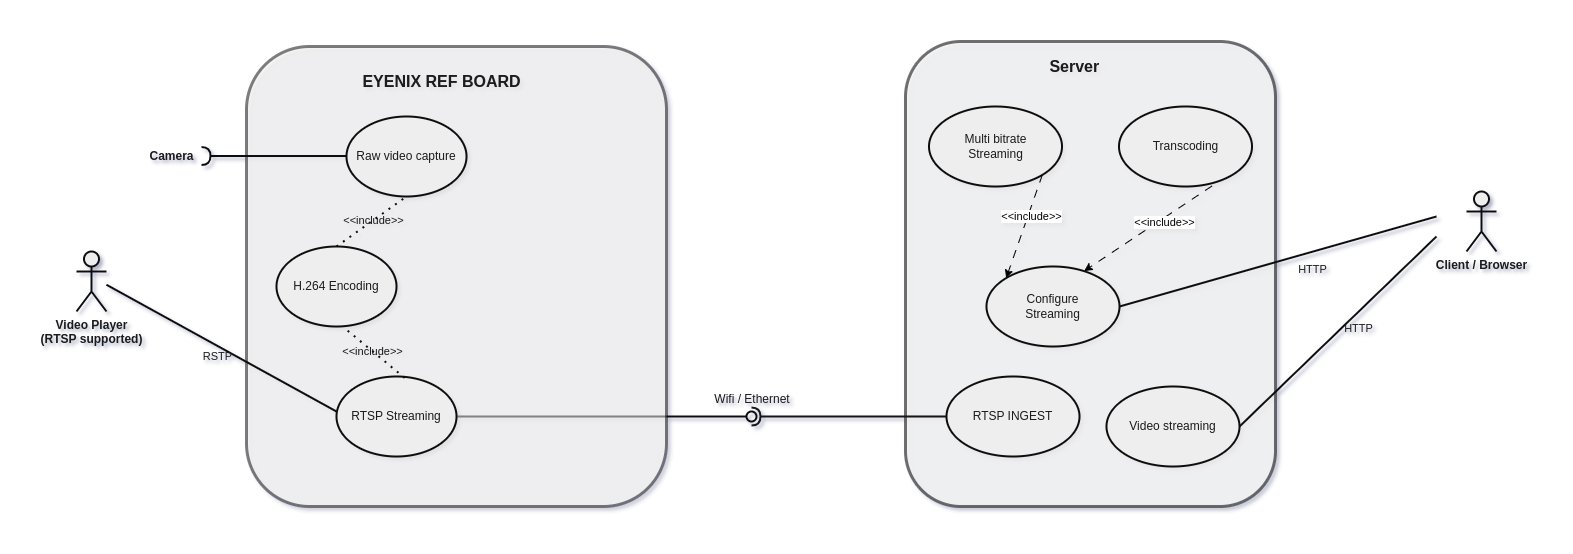 EYENIX REF BOARD
Camera
Raw video capture
<<include>>
H.264 Encoding
<<include>>
RTSP Streaming
Video Player
(RTSP supported)
RSTP
Wifi / Ethernet
Server
Multi bitrate
Streaming
Transcoding
<<include>>
<<include>>
Configure
Streaming
RTSP INGEST
Video streaming
HTTP
HTTP
Client / Browser